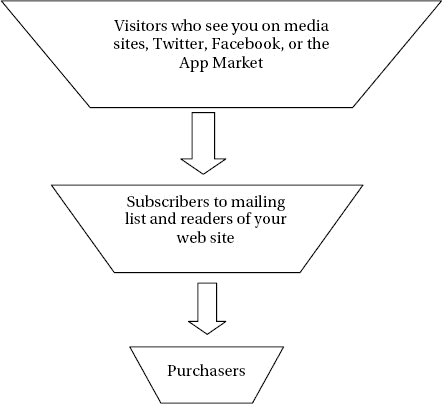 Visitors who see you on media
sites, Twitter, Facebook, or the
App Market
Subscribers to mailing
list and readers of your
web site
Purchasers